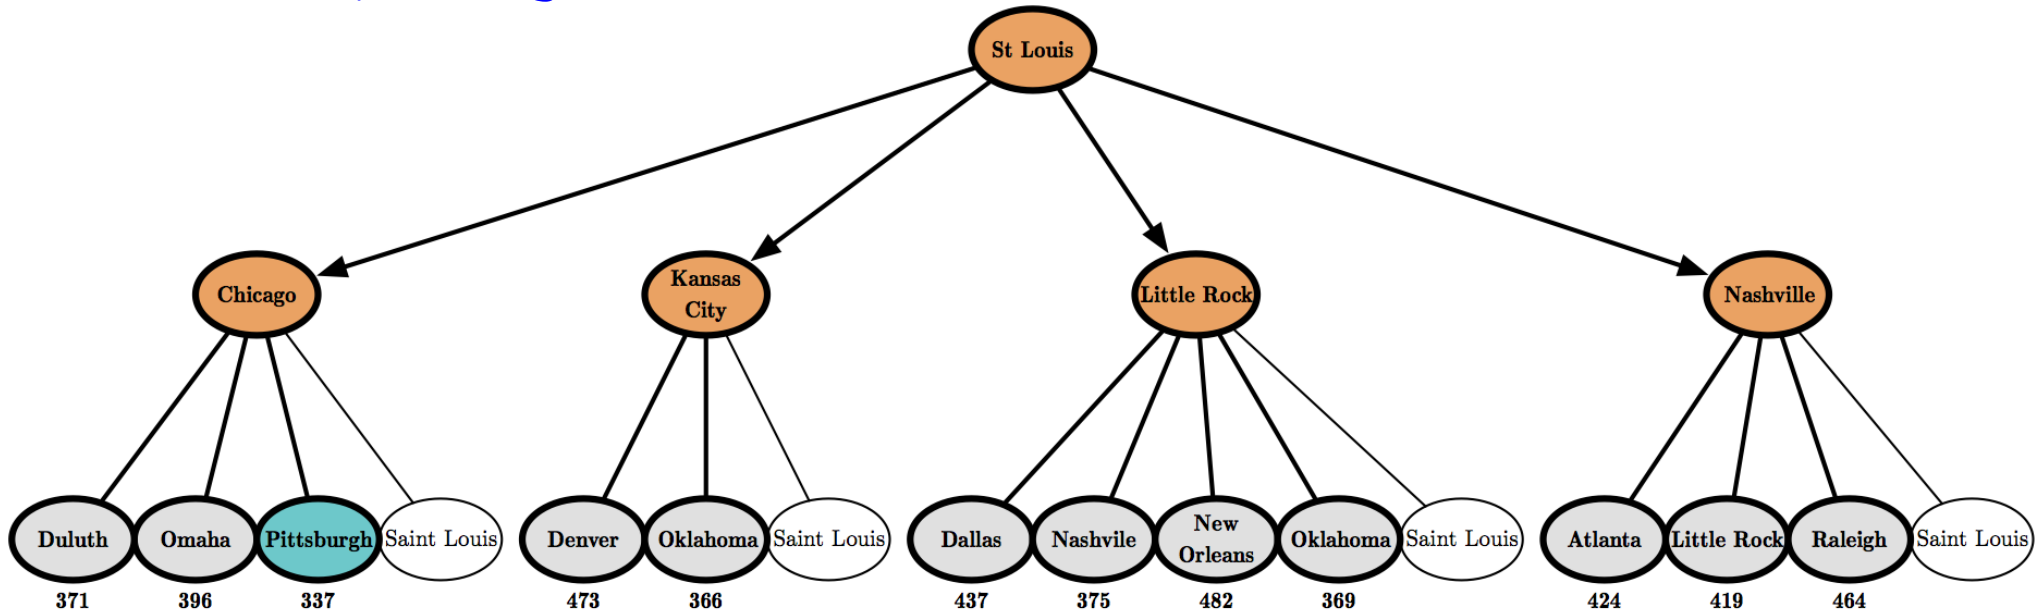 St Louis
Chicago
Kansas
City
Little Rock
Nashville
Duluth
Omaha
Pittsburgh
Saint Louis
Denver
Oklahoma
Saint Louis
Dallas
Nashvile
New
Orleans
Oklahoma
Saint Louis
Atlanta
Little Rock
Raleigh
Saint Louis
371
396
337
473
366
437
375
482
369
424
419
464